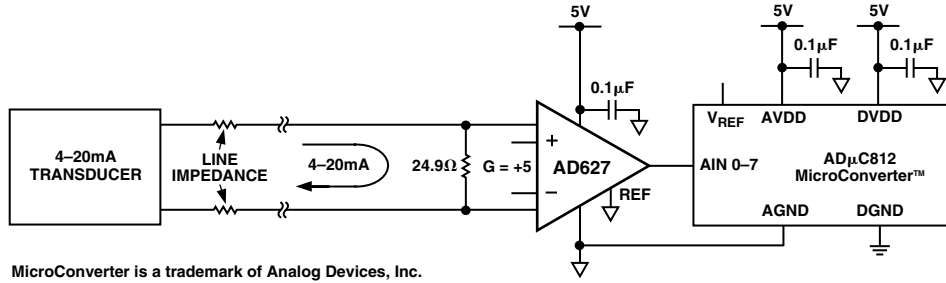 5V
5V
5V
0.1µF
0.1µF
0.1µF
4–20mA
TRANSDUCER
LINE
IMPEDANCE
4–20mA
24.9Ω
G = +5
+
–
AD627
REF
VREF
AVDD
DVDD
AIN 0–7
ADµC812
MicroConverter™
AGND
DGND
MicroConverter is a trademark of Analog Devices, Inc.